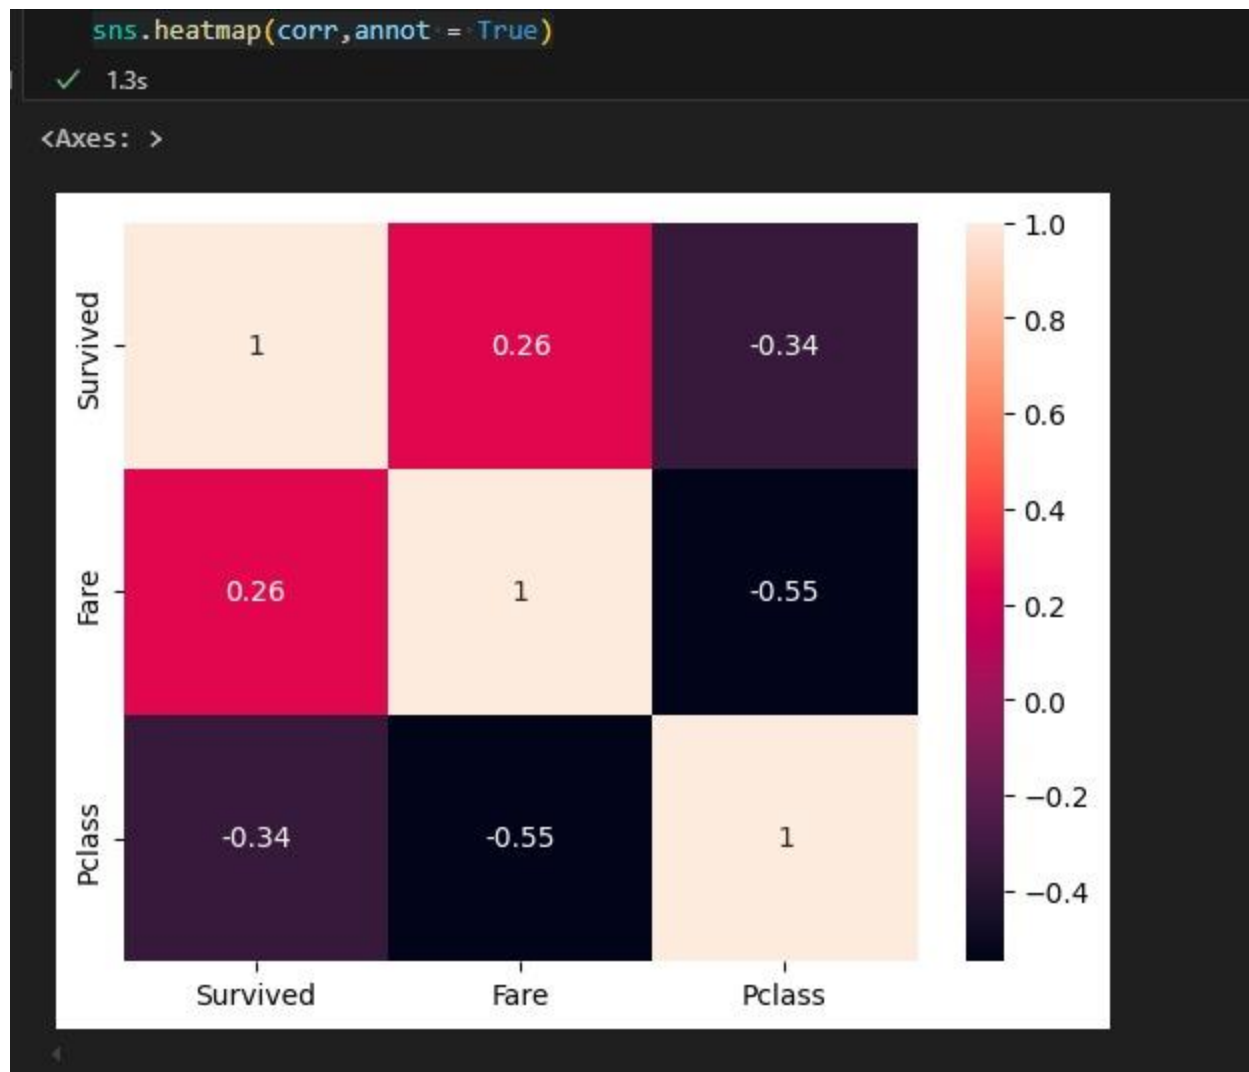 sns.heatmap(corr,annot = True)
1.3s
<Axes: >
1.0
Survived 1 0.26 -0.34
0.8
0.6
0.4
Fare 0.26 1 -0.55
0.2
0.0
Pclass -0.34 -0.55 1
−0.2
−0.4
Survived Fare Pclass